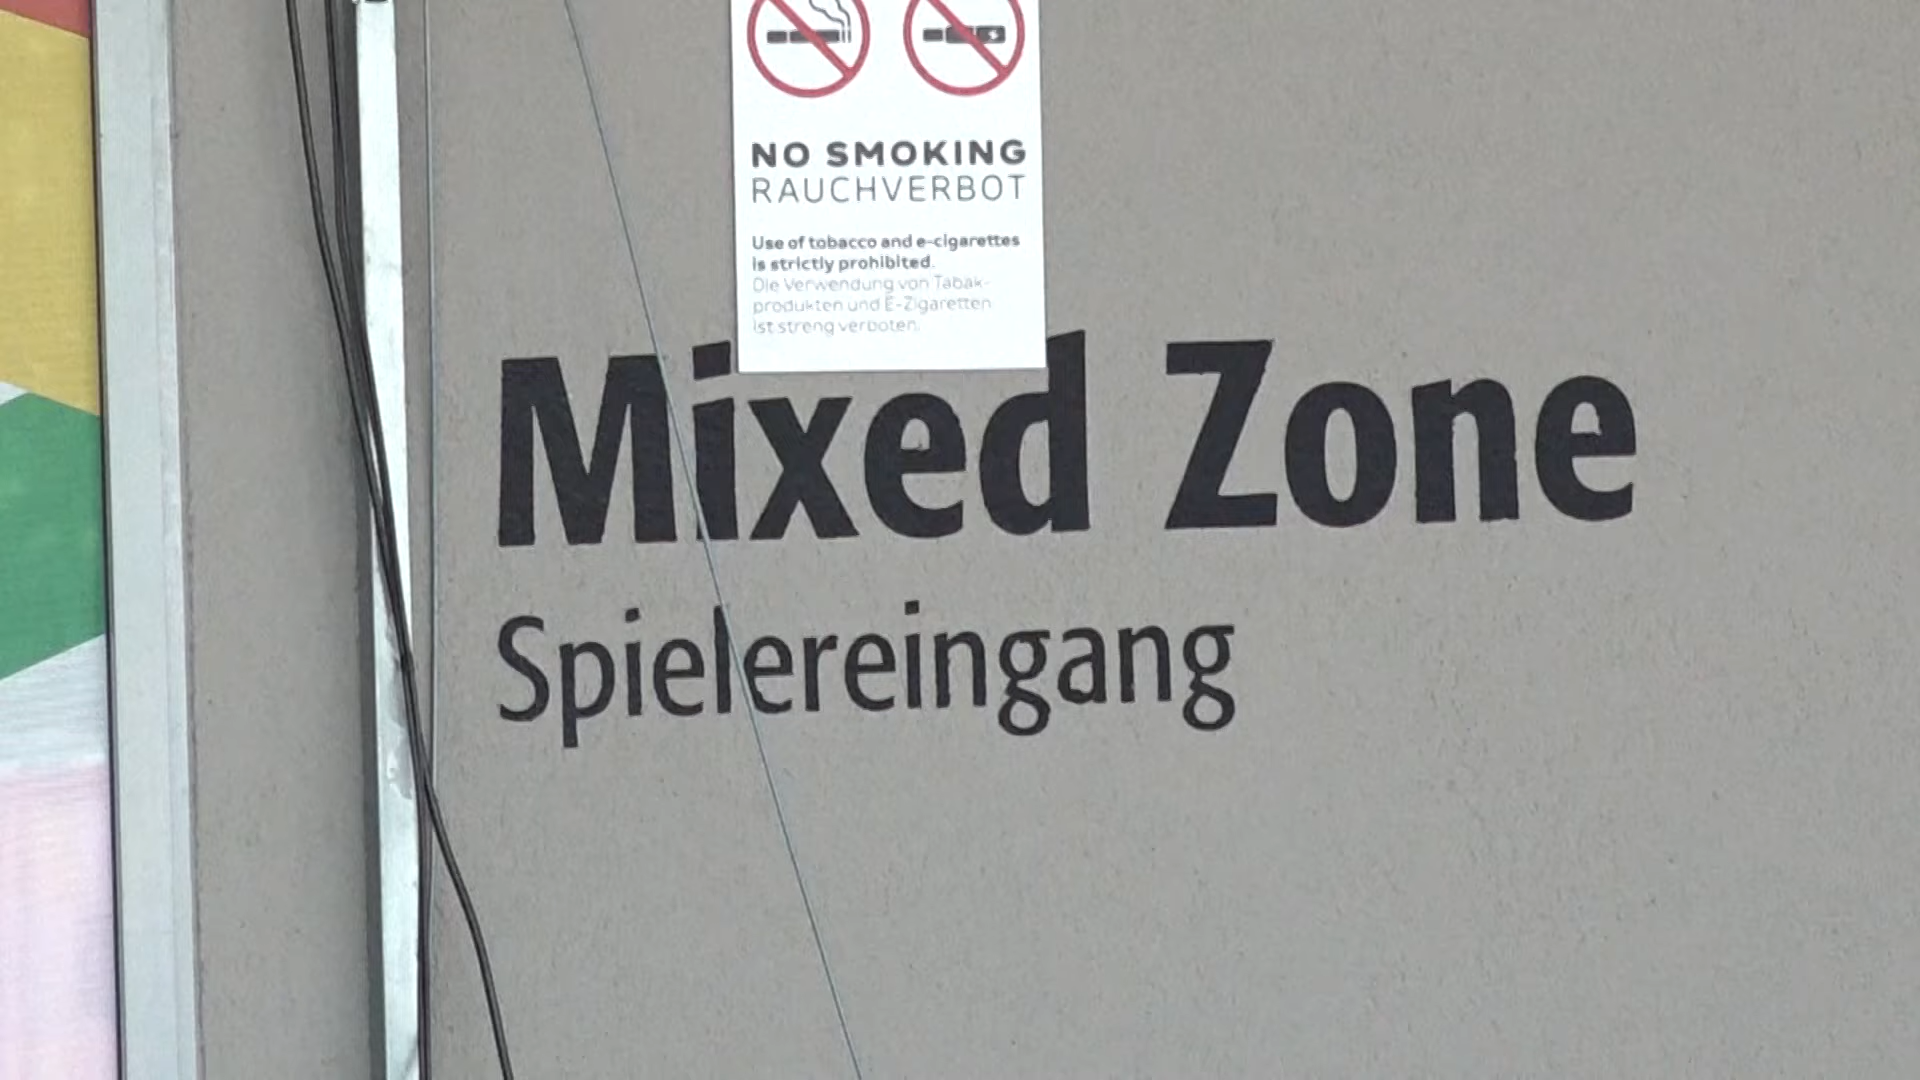 NO SMOKING
RAUCHVERBOT
Use of tobacco and e-cigarettes
is strictly prohibited.
Die Verwendung von Tabak-
produkten und E-Zigaretten
ist streng verboten.
Mixed Zone
Spielereingang